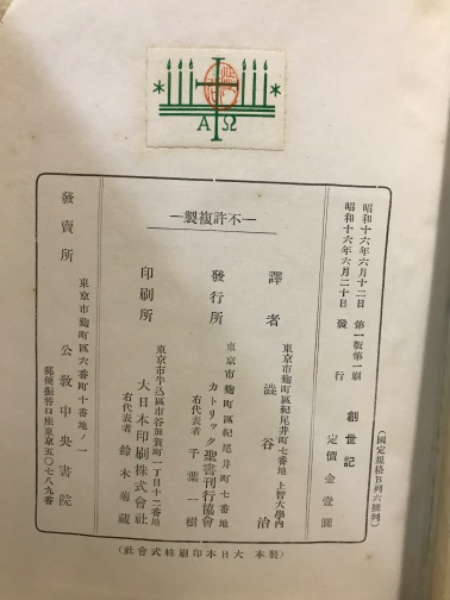 Α Ω
(國定規格B列六號判)
創世記
定價 金壹圓
昭和十六年六月十二日 第一版第一刷
昭和十六年六月二十日 發行
―不許複製―
譯者
東京市麴町區紀尾井町七番地 上智大學內
澁谷治
發行所
東京市麴町區紀尾井町七番地
カトリック聖書刊行協會
右代表者 千葉一樹
印刷所
東京市牛込區市谷加賀町一丁目十二番地
大日本印刷株式會社
右代表者 鈴木菊藏
發賣所
東京市麴町區六番町十番地ノ一
公敎中央書院
郵便振替口座東京五〇七八九番
(製本 大日本印刷株式會社)